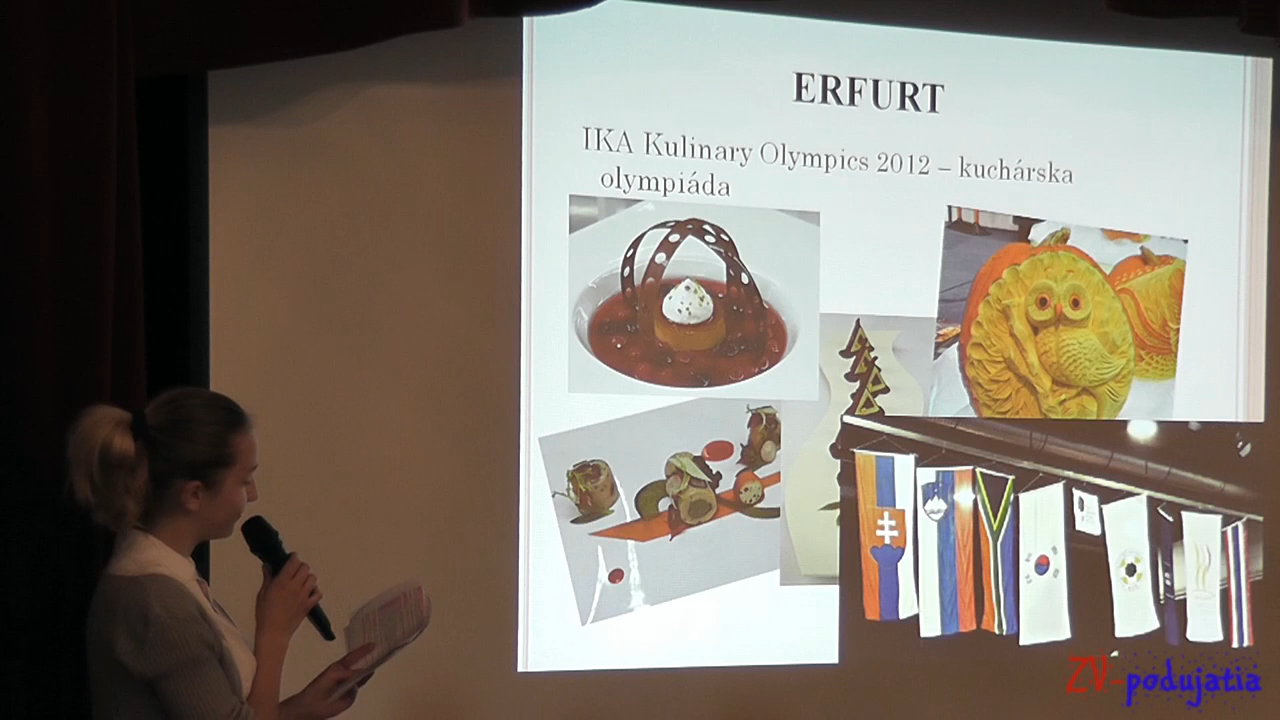 ERFURT
IKA Kulinary Olympics 2012 – kuchárska
olympiáda
ZV-podujatia